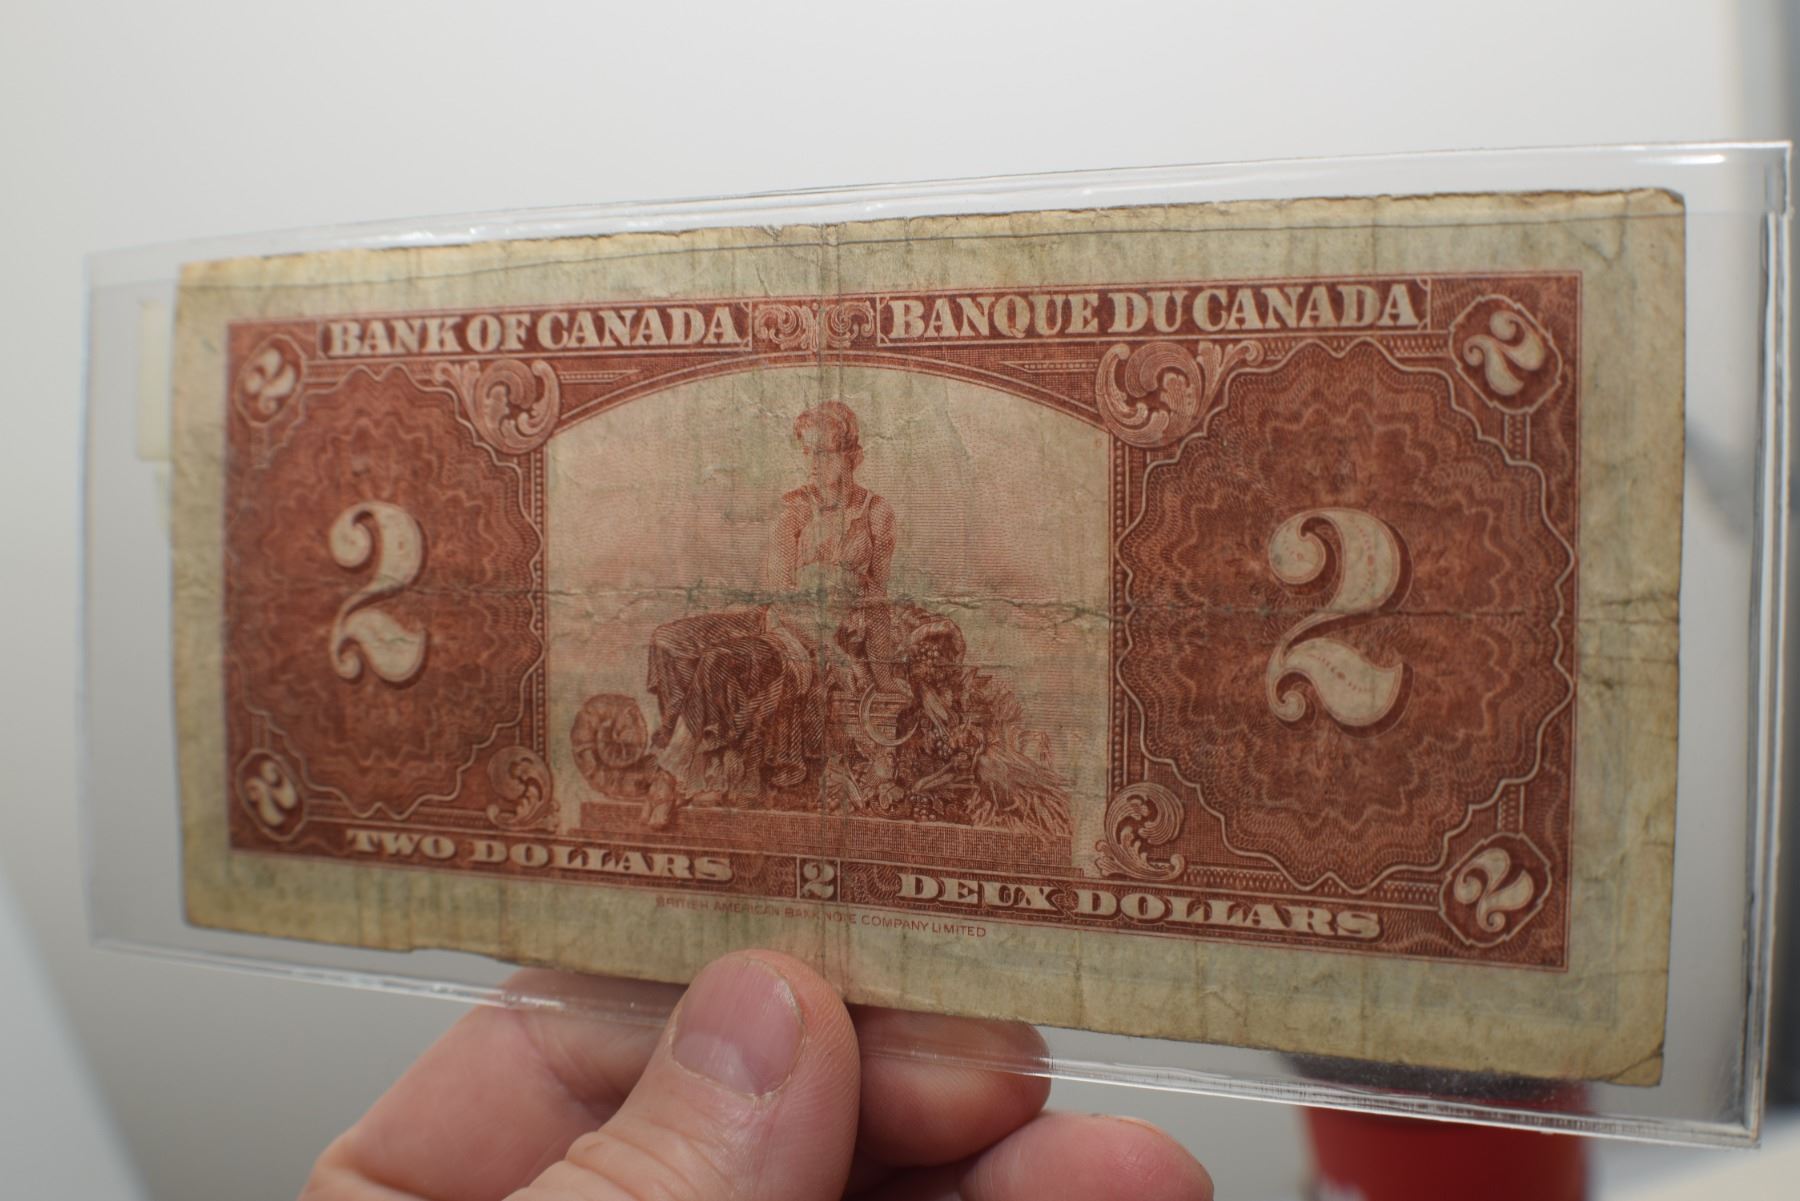 BANK OF CANADA BANQUE DU CANADA
2 2
2 2
2 2
TWO DOLLARS 2 DEUX DOLLARS
BRITISH AMERICAN BANK NOTE COMPANY LIMITED